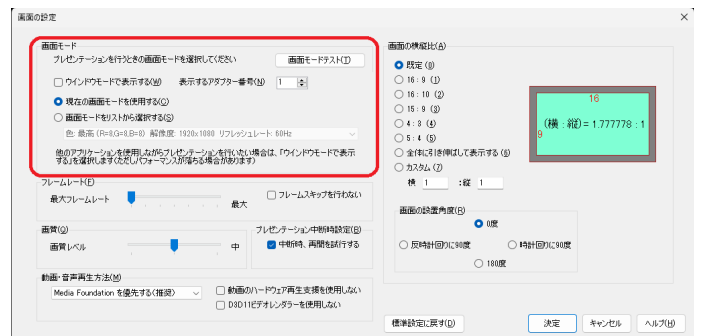 画面の設定
画面モード
プレゼンテーションを行うときの画面モードを選択してください
画面モードテスト(T)
ウインドウモードで表示する(W)
表示するアダプター番号(N)
1
現在の画面モードを使用する(C)
画面モードをリストから選択する(S)
色: 最高 (R=8,G=8,B=8) 解像度: 1920x1080 リフレッシュレート: 60Hz
他のアプリケーションを使用しながらプレゼンテーションを行いたい場合は、「ウインドウモードで表示
する」を選択します(ただしパフォーマンスが落ちる場合があります)
フレームレート(F)
最大フレームレート
最大
フレームスキップを行わない
画質(Q)
画質レベル
中
プレゼンテーション中断時設定(B)
中断時、再開を試行する
動画・音声再生方法(M)
Media Foundation を優先する(推奨)
動画のハードウェア再生支援を使用しない
D3D11ビデオレンダラーを使用しない
画面の横縦比(A)
既定 (0)
16 : 9 (1)
16 : 10 (2)
15 : 9 (3)
4 : 3 (4)
5 : 4 (5)
全体に引き伸ばして表示する (6)
カスタム (7)
横 1 :縦 1
16
9
(横 : 縦)= 1.777778 : 1
画面の設置角度(R)
0度
反時計回りに90度
時計回りに90度
180度
標準設定に戻す(D)
決定
キャンセル
ヘルプ(H)